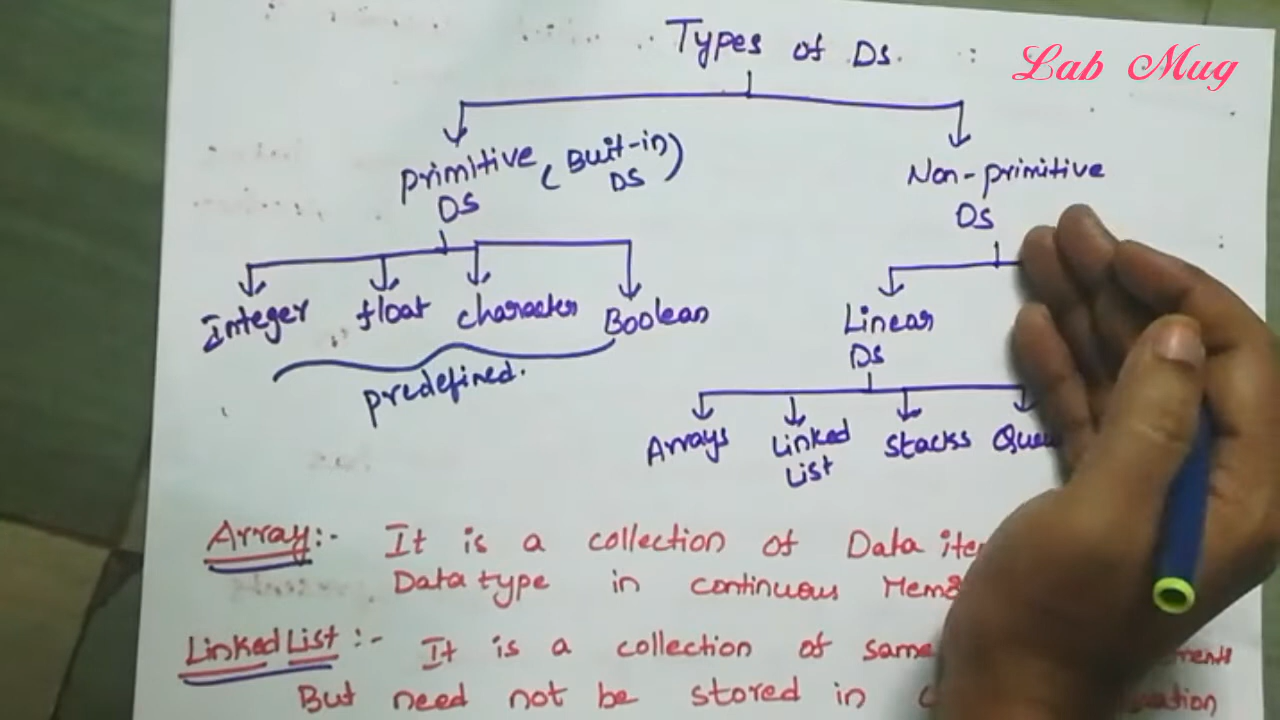 Types of Ds.
Lab Mug
Primitive (Buit-in
DS DS)
Non-primitive
DS
Integer float character Boolean
predefined.
Linear
DS
Arrays Linked Stacks
List
Array:- It is a collection of Data
Datatype in continuous
Linked List :- It is a collection of same
But need not be stored in